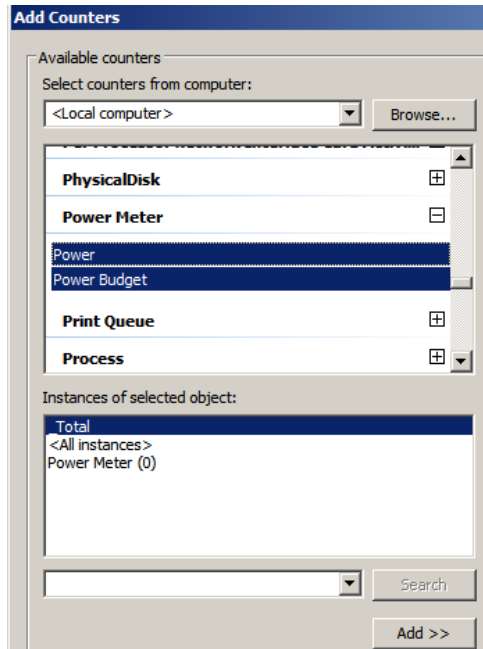 Add Counters
Available counters
Select counters from computer:
<Local computer>
Browse...
PhysicalDisk
Power Meter
Power
Power Budget
Print Queue
Process
Instances of selected object:
_Total
<All instances>
Power Meter (0)
Search
Add >>